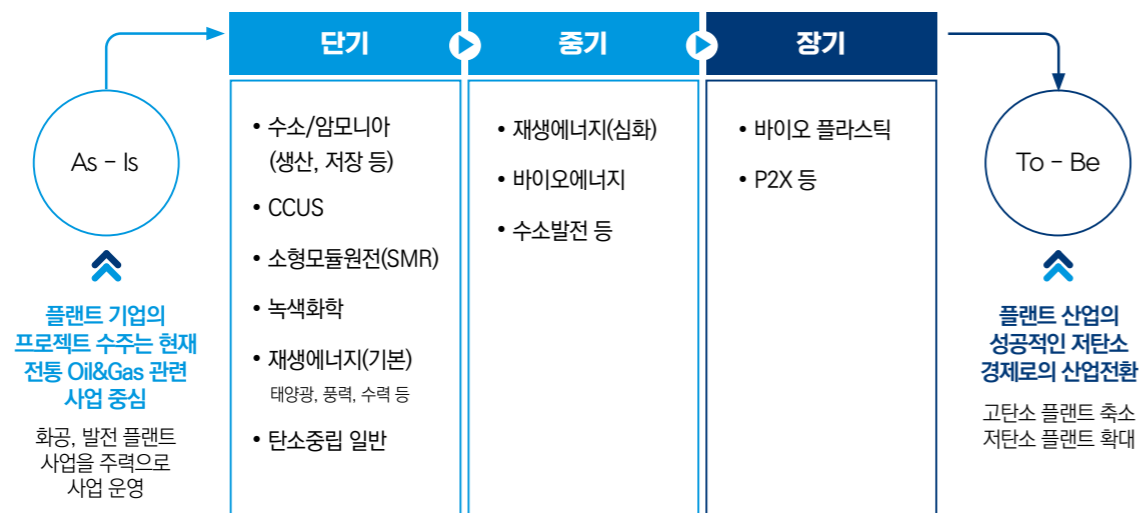 As - Is
플랜트 기업의
프로젝트 수주는 현재
전통 Oil&Gas 관련
사업 중심
화공, 발전 플랜트
사업을 주력으로
사업 운영
단기
• 수소/암모니아
(생산, 저장 등)
• CCUS
• 소형모듈원전(SMR)
• 녹색화학
• 재생에너지(기본)
태양광, 풍력, 수력 등
• 탄소중립 일반
중기
• 재생에너지(심화)
• 바이오에너지
• 수소발전 등
장기
• 바이오 플라스틱
• P2X 등
To - Be
플랜트 산업의
성공적인 저탄소
경제로의 산업전환
고탄소 플랜트 축소
저탄소 플랜트 확대